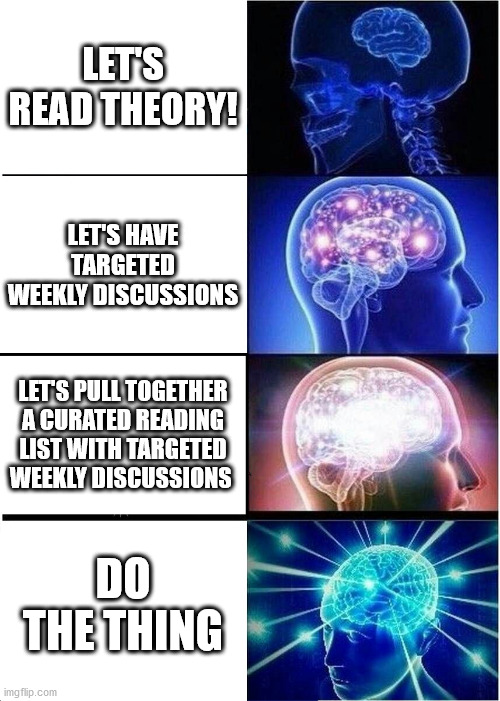 LET'S
READ THEORY!
LET'S HAVE
TARGETED
WEEKLY DISCUSSIONS
LET'S PULL TOGETHER
A CURATED READING
LIST WITH TARGETED
WEEKLY DISCUSSIONS
DO
THE THING
imgflip.com